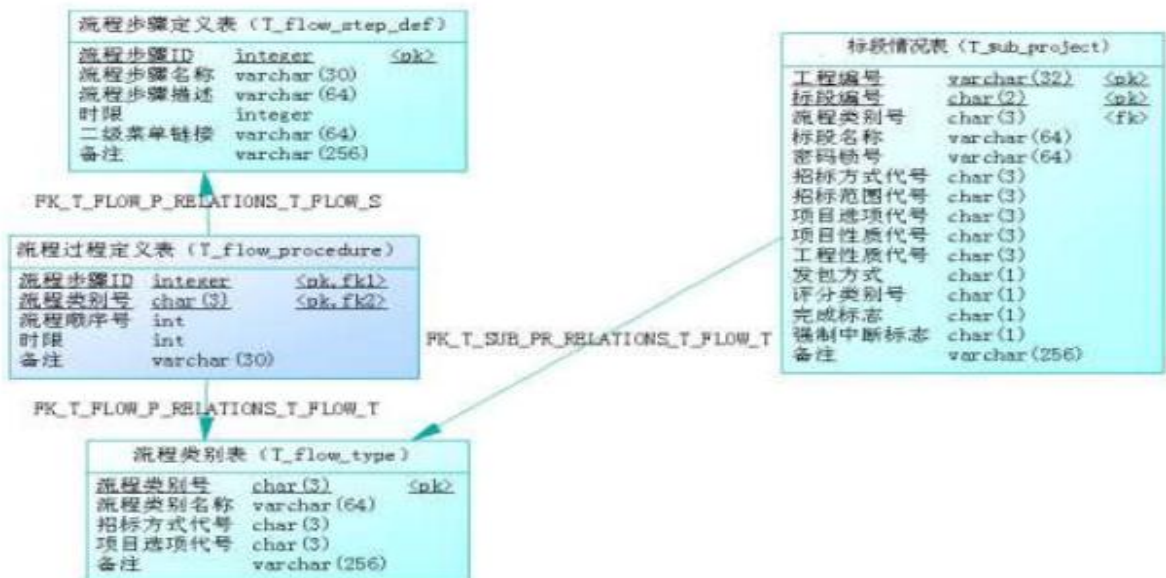 流程步骤定义表（T_flow_step_def）
流程步骤ID integer <pk>
流程步骤名称 varchar(30)
流程步骤描述 varchar(64)
时限 integer
二级菜单链接 varchar(64)
备注 varchar(256)
FK_T_FLOW_P_RELATIONS_T_FLOW_S
流程过程定义表（T_flow_procedure）
流程步骤ID integer <pk,fk1>
流程类别号 char(3) <pk,fk2>
流程顺序号 int
时限 int
备注 varchar(30)
FK_T_FLOW_P_RELATIONS_T_FLOW_T
流程类别表（T_flow_type）
流程类别号 char(3) <pk>
流程类别名称 varchar(64)
招标方式代号 char(3)
项目选项代号 char(3)
备注 varchar(256)
FK_T_SUB_PR_RELATIONS_T_FLOW_T
标段情况表（T_sub_project）
工程编号 varchar(32) <pk>
标段编号 char(2) <pk>
流程类别号 char(3) <fk>
标段名称 varchar(64)
密码锁号 varchar(64)
招标方式代号 char(3)
招标范围代号 char(3)
项目选项代号 char(3)
项目性质代号 char(3)
工程性质代号 char(3)
发包方式 char(1)
评分类别号 char(1)
完成标志 char(1)
强制中断标志 char(1)
备注 varchar(256)